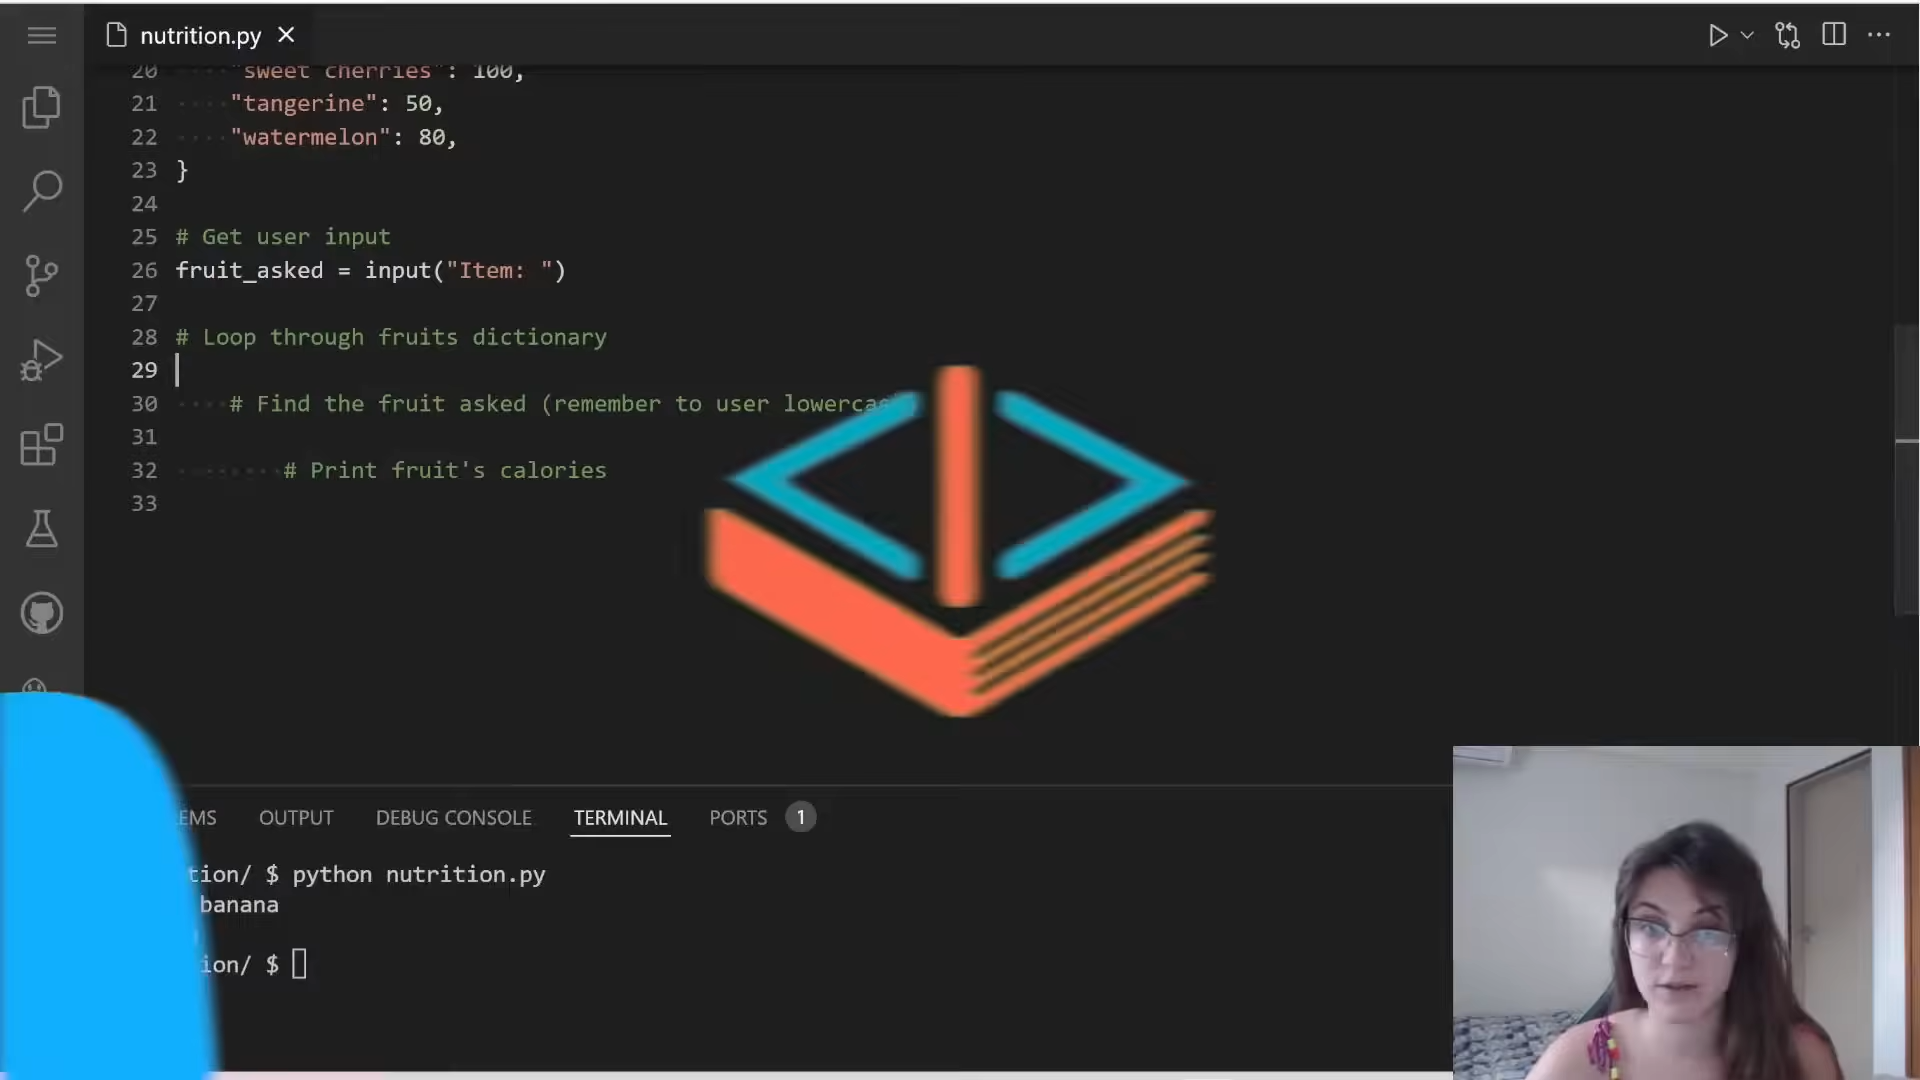 nutrition.py
20 "sweet cherries": 100,
21 "tangerine": 50,
22 "watermelon": 80,
23 }
24
25 # Get user input
26 fruit_asked = input("Item: ")
27
28 # Loop through fruits dictionary
29
30 # Find the fruit asked (remember to user lowerca
31
32 # Print fruit's calories
33
EMS OUTPUT DEBUG CONSOLE TERMINAL PORTS 1
tion/ $ python nutrition.py
banana
ion/ $